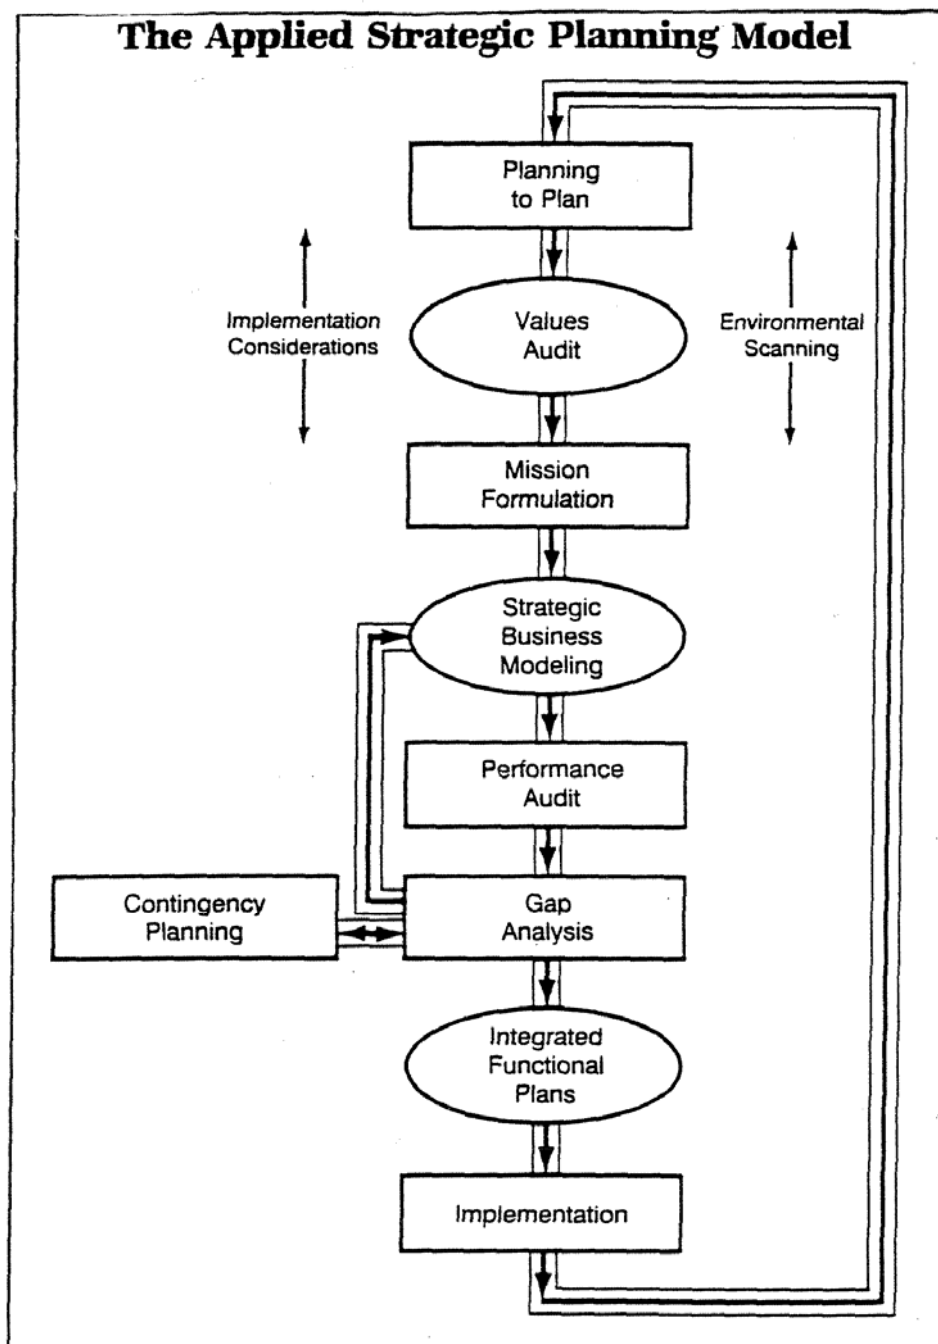 The Applied Strategic Planning Model
Planning
to Plan
Implementation
Considerations
Values
Audit
Environmental
Scanning
Mission
Formulation
Strategic
Business
Modeling
Performance
Audit
Contingency
Planning
Gap
Analysis
Integrated
Functional
Plans
Implementation